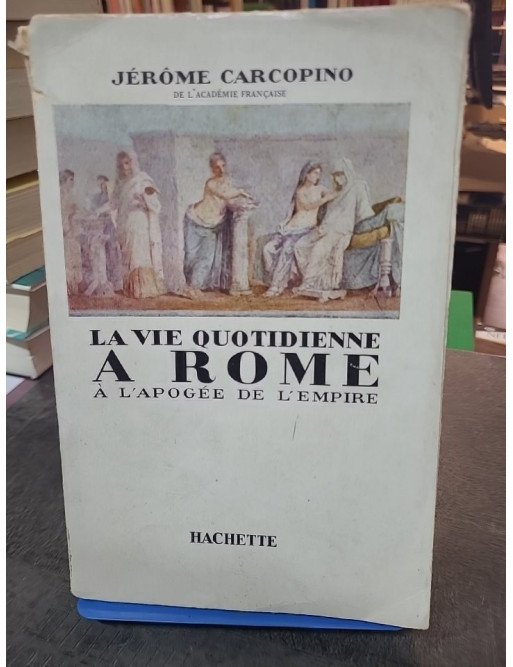 JÉRÔME CARCOPINO
DE L'ACADÉMIE FRANÇAISE
LA VIE QUOTIDIENNE
A ROME
À L'APOGÉE DE L'EMPIRE
HACHETTE